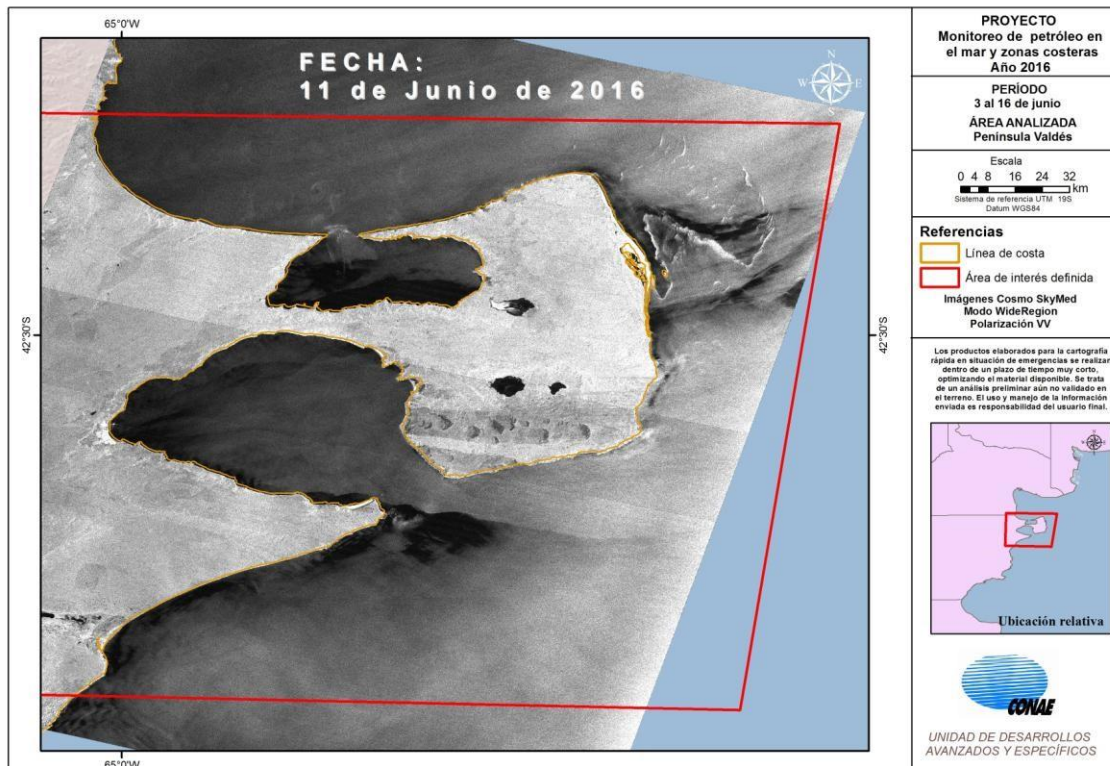 65°0'W
FECHA:
11 de Junio de 2016
N
W E
S
42°30'S
42°30'S
65°0'W
PROYECTO
Monitoreo de petróleo en
el mar y zonas costeras
Año 2016
PERÍODO
3 al 16 de junio
ÁREA ANALIZADA
Península Valdés
Escala
0 4 8 16 24 32
km
Sistema de referencia UTM 19S
Datum WGS84
Referencias
Línea de costa
Área de interés definida
Imágenes Cosmo SkyMed
Modo WideRegion
Polarización VV
Los productos elaborados para la cartografía
rápida en situación de emergencias se realizan
dentro de un plazo de tiempo muy corto,
optimizando el material disponible. Se trata
de un análisis preliminar aún no validado en
el terreno. El uso y manejo de la información
enviada es responsabilidad del usuario final.
Ubicación relativa
CONAE
UNIDAD DE DESARROLLOS
AVANZADOS Y ESPECÍFICOS